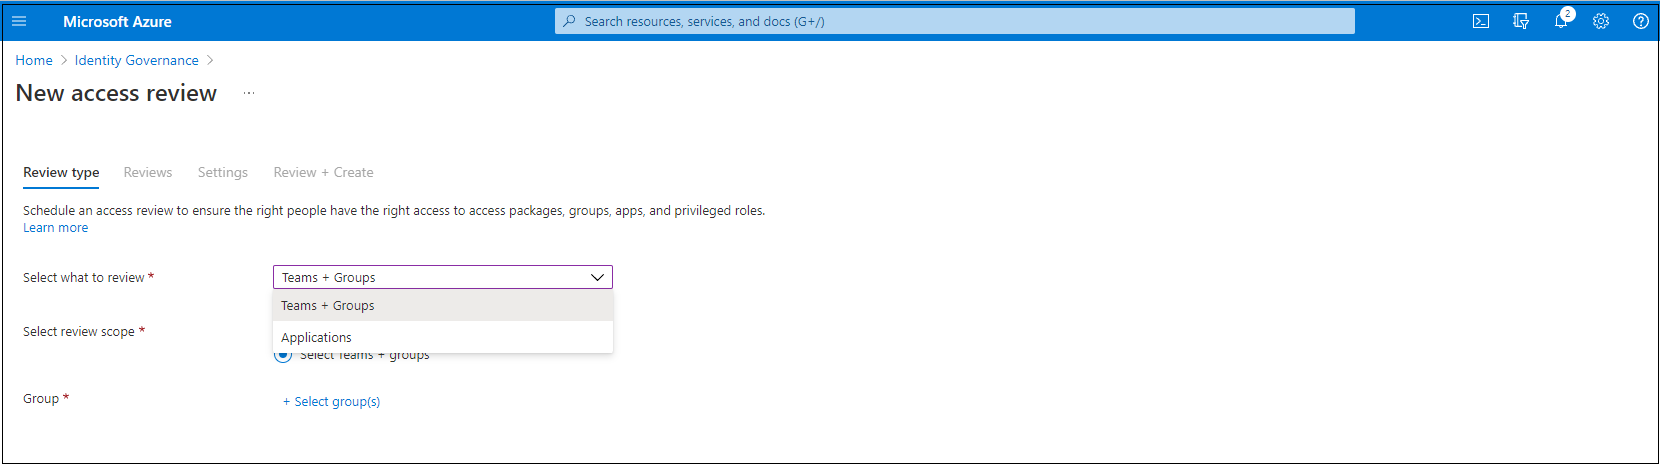 Microsoft Azure
Search resources, services, and docs (G+/)
2
Home > Identity Governance >
New access review ...
Review type Reviews Settings Review + Create
Schedule an access review to ensure the right people have the right access to access packages, groups, apps, and privileged roles.
Learn more
Select what to review * Teams + Groups
Teams + Groups
Select review scope *
Applications
Select Teams + groups
Group * + Select group(s)